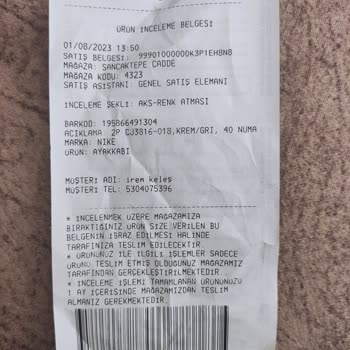 ÜRÜN İNCELEME BELGESİ
01/08/2023 13:50
SATIŞ BELGESİ: 99901000000K3P1EH8N8
MAĞAZA: SANCAKTEPE CADDE
MAĞAZA KODU: 4323
SATIŞ ASİSTANI: GENEL SATIŞ ELEMANI
İNCELEME ŞEKLİ: AKS-RENK ATMASI
BARKOD: 195866491304
AÇIKLAMA: 2P CJ3816-018,KREM/GRİ, 40 NUMA
MARKA: NIKE
ÜRÜN: AYAKKABI
MÜŞTERİ ADI: irem keleş
MÜŞTERİ TEL: 5304075396
* İNCELENMEK ÜZERE MAĞAZAMIZA
BIRAKTIĞINIZ ÜRÜN SİZE VERİLEN BU
BELGENİN İBRAZ EDİLMESİ HALİNDE
TARAFINIZA TESLİM EDİLECEKTİR.
* ÜRÜNÜNÜZ İLE İLGİLİ İŞLEMLER SADECE
ÜRÜNÜ TESLİM ETMİŞ OLDUĞUNUZ MAĞAZAMIZ
TARAFINDAN GERÇEKLEŞTİRİLMEKTEDİR.
* İNCELEME İŞLEMİ TAMAMLANAN ÜRÜNÜNÜZÜ
1 AY İÇERİSİNDE MAĞAZAMIZDAN TESLİM
ALMANIZ GEREKMEKTEDİR.